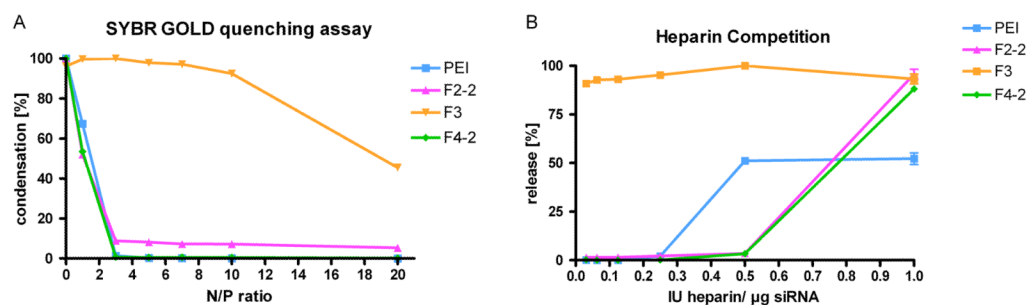 A
SYBR GOLD quenching assay
condensation [%]
100
80
60
40
20
0
0 2 4 6 8 10 12 14 16 18 20
N/P ratio
PEI
F2-2
F3
F4-2
B
Heparin Competition
release [%]
100
75
50
25
0
0.0 0.1 0.2 0.3 0.4 0.5 0.6 0.7 0.8 0.9 1.0
IU heparin/ µg siRNA
PEI
F2-2
F3
F4-2